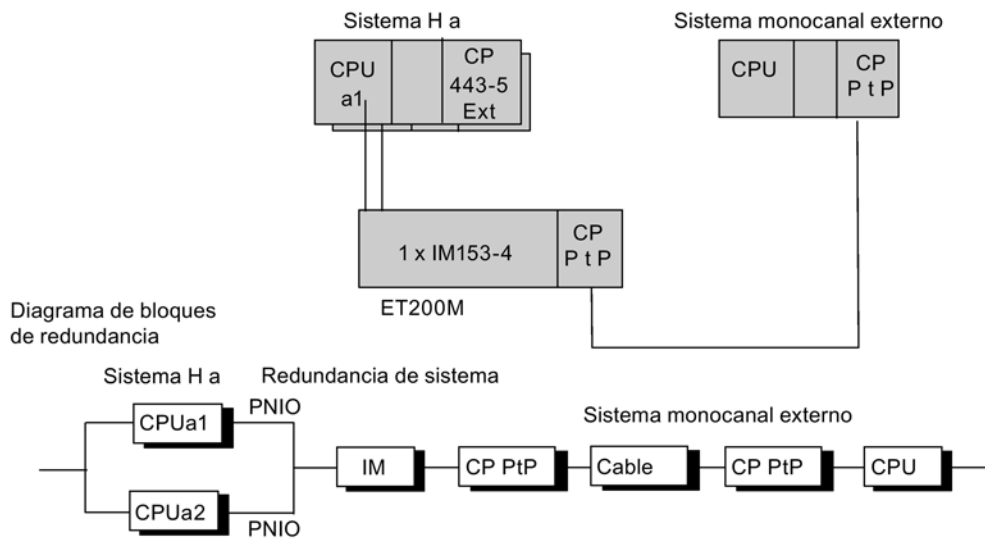 Sistema H a
CPU
a1
CP
443-5
Ext
Sistema monocanal externo
CPU
CP
P t P
1 x IM153-4
CP
P t P
ET200M
Diagrama de bloques
de redundancia
Sistema H a
Redundancia de sistema
Sistema monocanal externo
CPUa1
PNIO
IM
CP PtP
Cable
CP PtP
CPU
CPUa2
PNIO